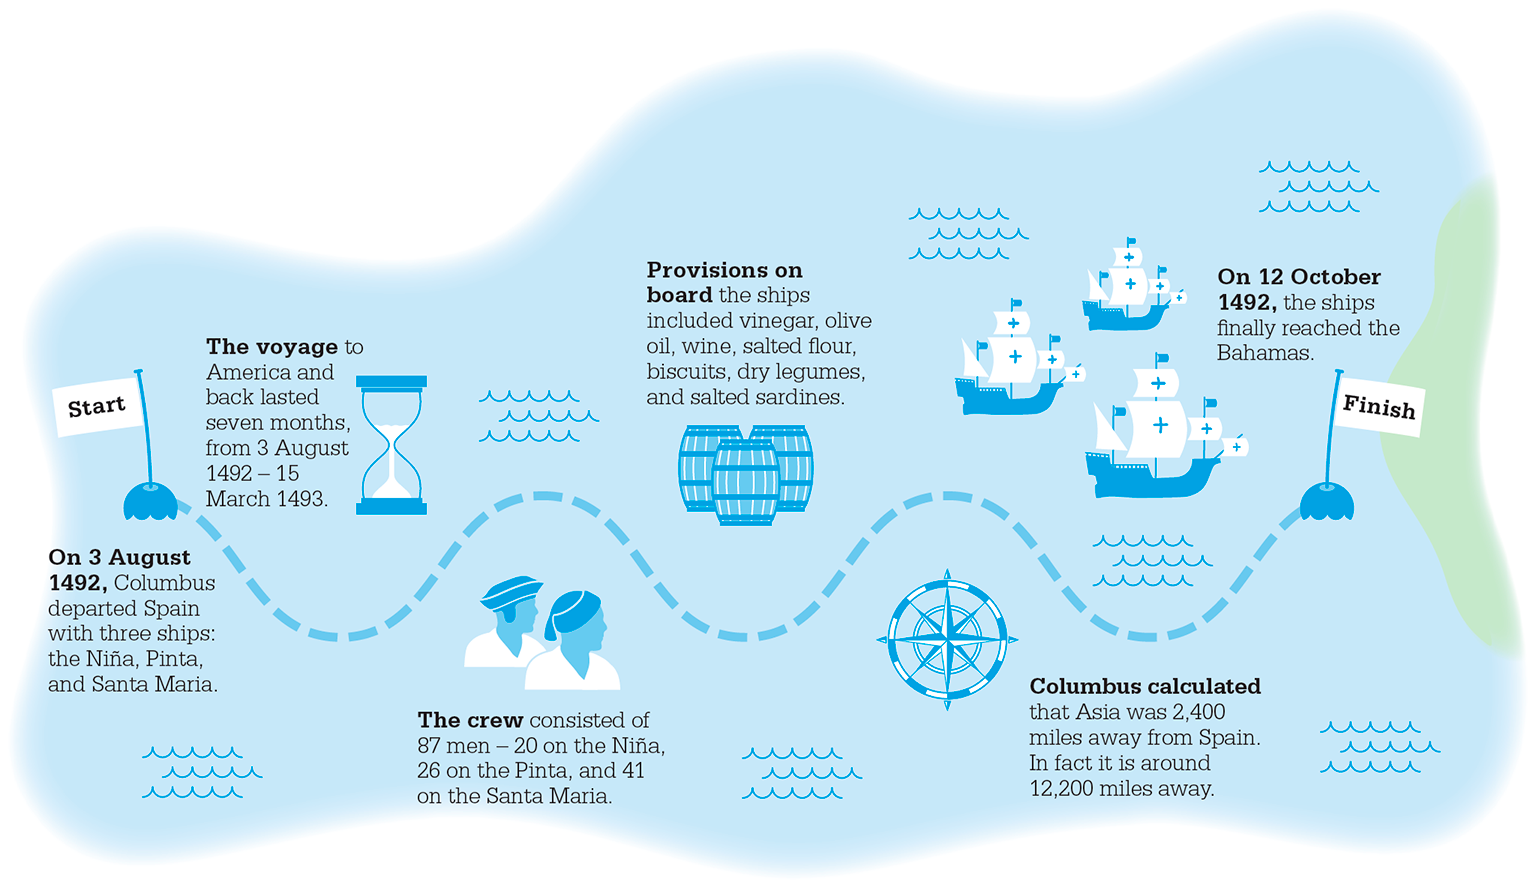 Start
On 3 August
1492, Columbus
departed Spain
with three ships:
the Niña, Pinta,
and Santa Maria.
The voyage to
America and
back lasted
seven months,
from 3 August
1492 – 15
March 1493.
The crew consisted of
87 men – 20 on the Niña,
26 on the Pinta, and 41
on the Santa Maria.
Provisions on
board the ships
included vinegar, olive
oil, wine, salted flour,
biscuits, dry legumes,
and salted sardines.
Columbus calculated
that Asia was 2,400
miles away from Spain.
In fact it is around
12,200 miles away.
On 12 October
1492, the ships
finally reached the
Bahamas.
Finish